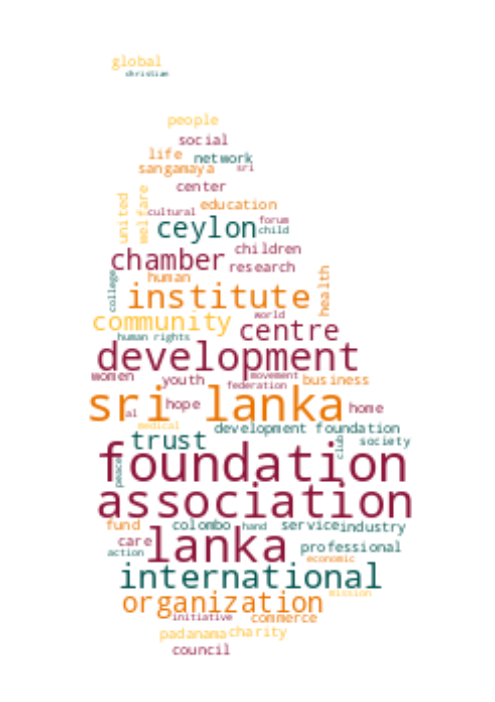 global
christian
people
social
life network
sangamaya sri
center
united welfare education
cultural forum
ceylon child
chamber children
research
college human health
institute
world
community centre
human rights
development
women youth movement business
federation
sri lanka
al hope home
medical development foundation
trust club society
foundation
peace
association
fund colombo hand service industry
lanka
care professional
action economic
international
mission
organization
initiative commerce
padanama charity
council